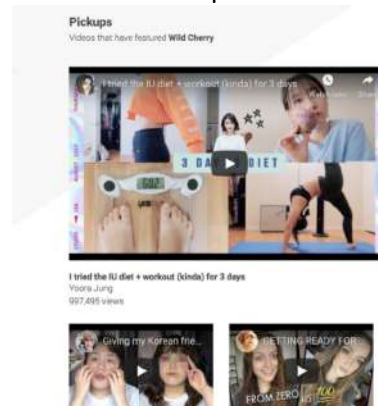 Pickups
Videos that have featured Wild Cherry
I tried the IU diet + workout (kinda) for 3 days
3 DAY DIET
I tried the IU diet + workout (kinda) for 3 days
Yoora Jung
997,495 views
Giving my Korean frie...
GETTING READY FOR
FROM ZERO
100